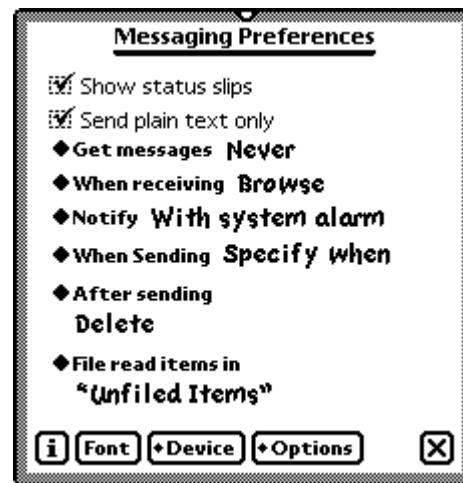 Messaging Preferences
Show status slips
Send plain text only
◆Get messages Never
◆When receiving Browse
◆Notify With system alarm
◆When Sending Specify when
◆After sending
Delete
◆File read items in
“Unfiled Items”
i Font ◆Device ◆Options X